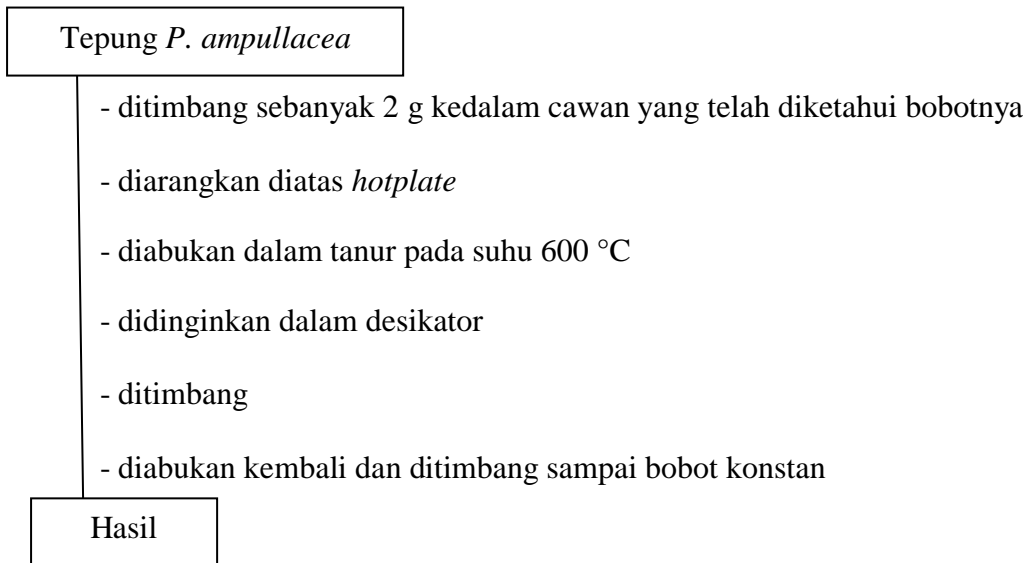 Tepung P. ampullacea
- ditimbang sebanyak 2 g kedalam cawan yang telah diketahui bobotnya
- diarangkan diatas hotplate
- diabukan dalam tanur pada suhu 600 °C
- didinginkan dalam desikator
- ditimbang
- diabukan kembali dan ditimbang sampai bobot konstan
Hasil